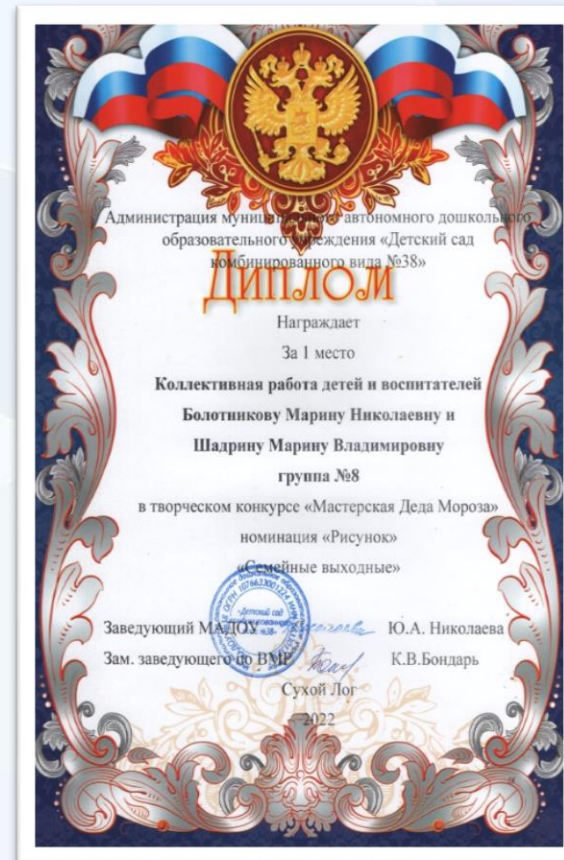 Администрация муниципального автономного дошкольного
образовательного учреждения «Детский сад
комбинированного вида №38»
Диплом
Награждает
За 1 место
Коллективная работа детей и воспитателей
Болотникову Марину Николаевну и
Шадрину Марину Владимировну
группа №8
в творческом конкурсе «Мастерская Деда Мороза»
номинация «Рисунок»
«Семейные выходные»
Заведующий МАДОУ Ю.А. Николаева
Зам. заведующего по ВМР К.В.Бондарь
Сухой Лог
2022